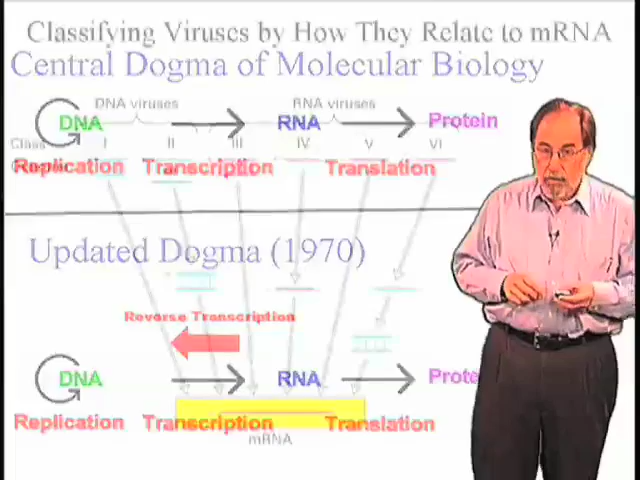 Classifying Viruses by How They Relate to mRNA
Central Dogma of Molecular Biology
DNA viruses RNA viruses
DNA RNA Protein
Class I II III IV V VI
Replication Transcription Translation
Updated Dogma (1970)
Reverse Transcription
DNA RNA Prote
Replication Transcription Translation
mRNA